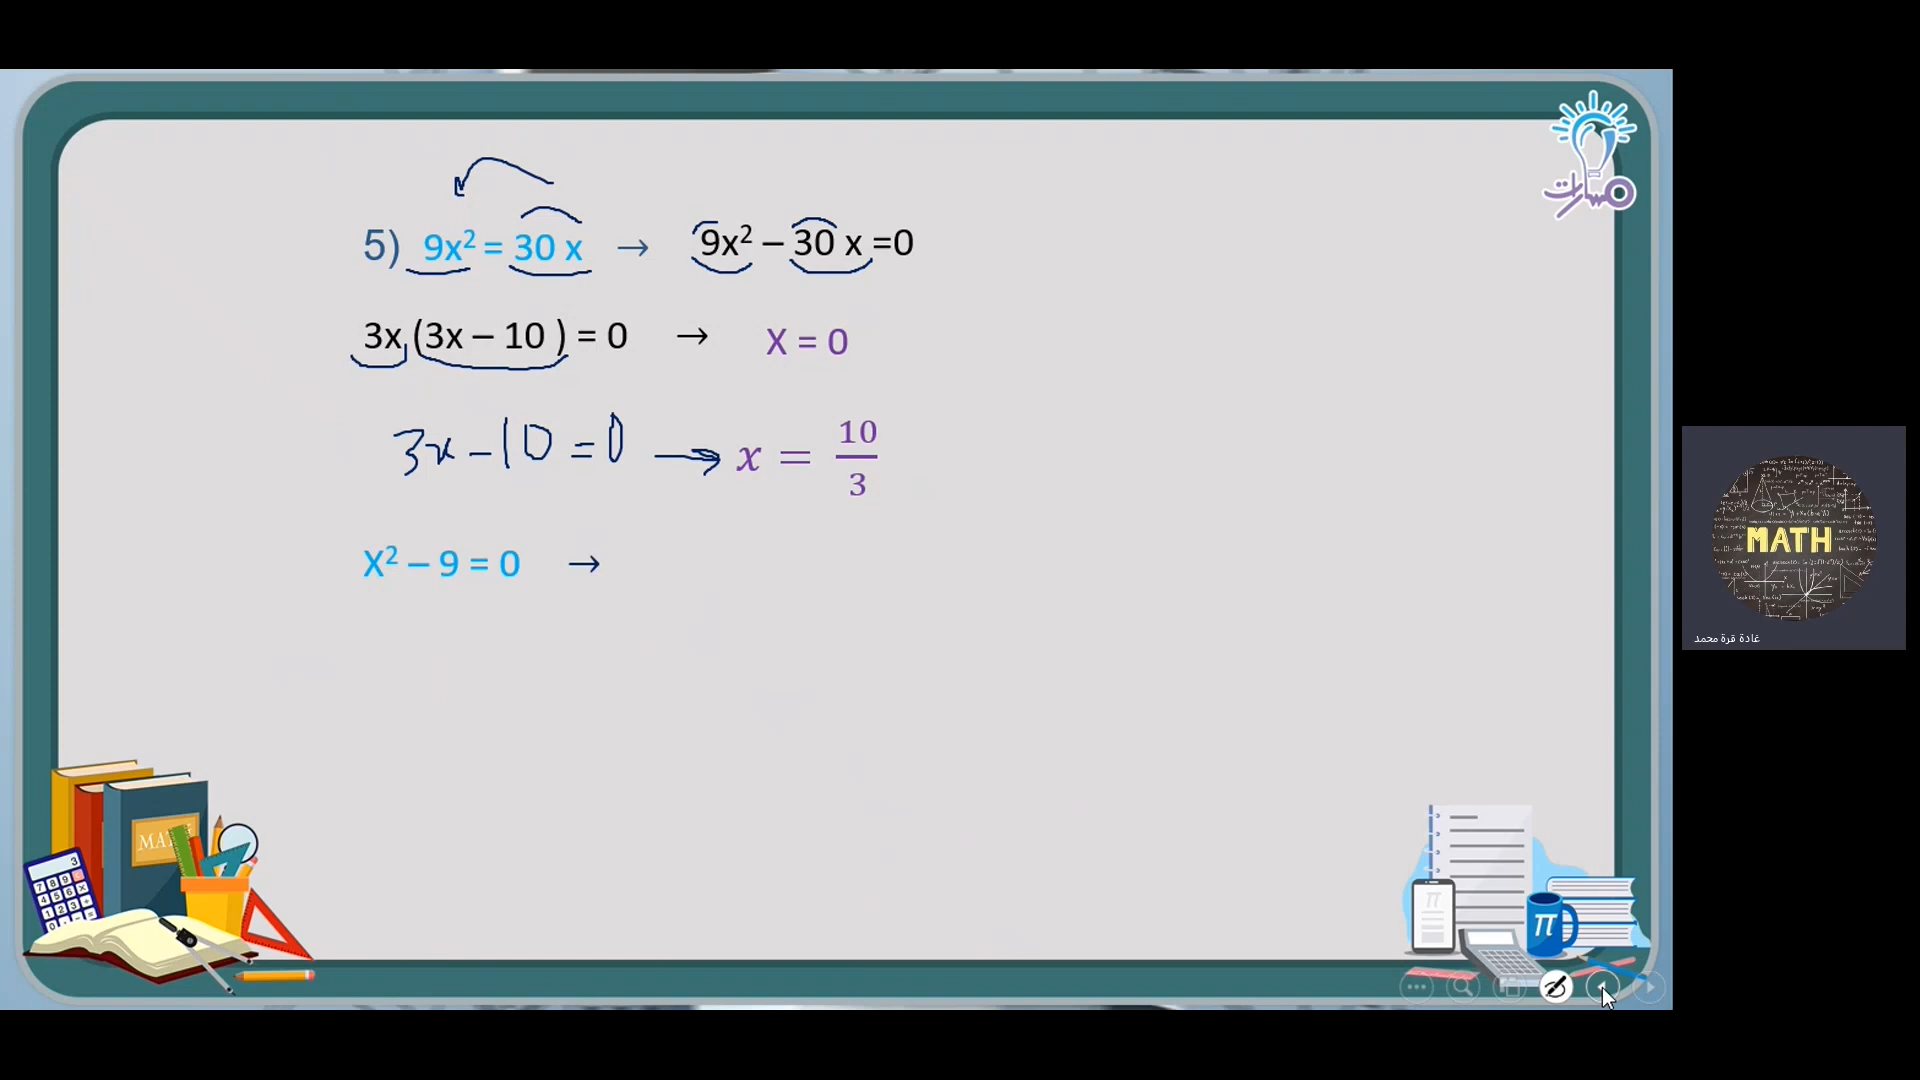 مسارات
5) 9x² = 30 x → 9x² – 30 x =0
3x (3x – 10 ) = 0 → X = 0
3x - 10 = 0 → x = 10/3
X² – 9 = 0 →
MATH
غادة قرة محمد
π
π